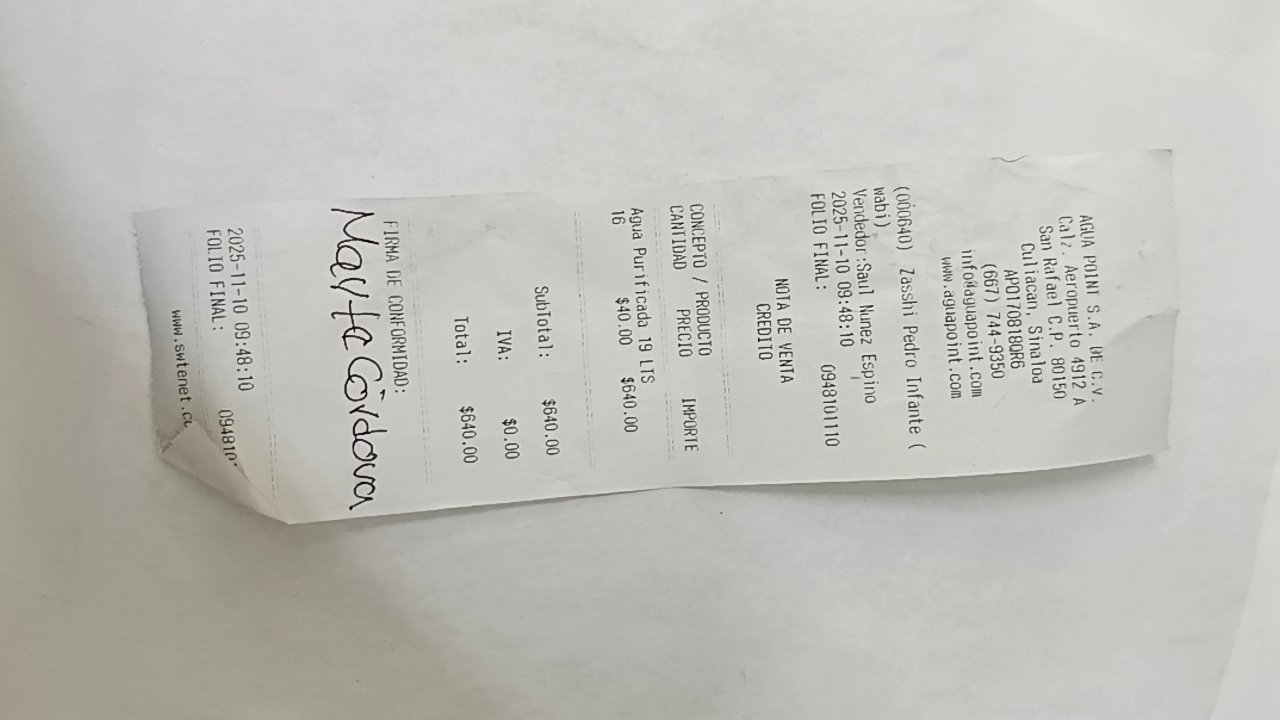 AGUA POINT S.A. DE C.V.
Calz. Aeropuerto 4912 A
San Rafael C.P. 80150
Culiacan, Sinaloa
APO170818QR6
(667) 744-9350
info@aguapoint.com
www.aguapoint.com
(000640) Zasshi Pedro Infante (
wabi)
Vendedor:Saul Nunez Espino
2025-11-10 09:48:10
FOLIO FINAL: 0948101110
NOTA DE VENTA
CREDITO
CONCEPTO / PRODUCTO
CANTIDAD PRECIO IMPORTE
Agua Purificada 19 LTS
16 $40.00 $640.00
SubTotal: $640.00
IVA: $0.00
Total: $640.00
FIRMA DE CONFORMIDAD:
Marta Cordova
2025-11-10 09:48:10
FOLIO FINAL: 094810
www.swtenet.c